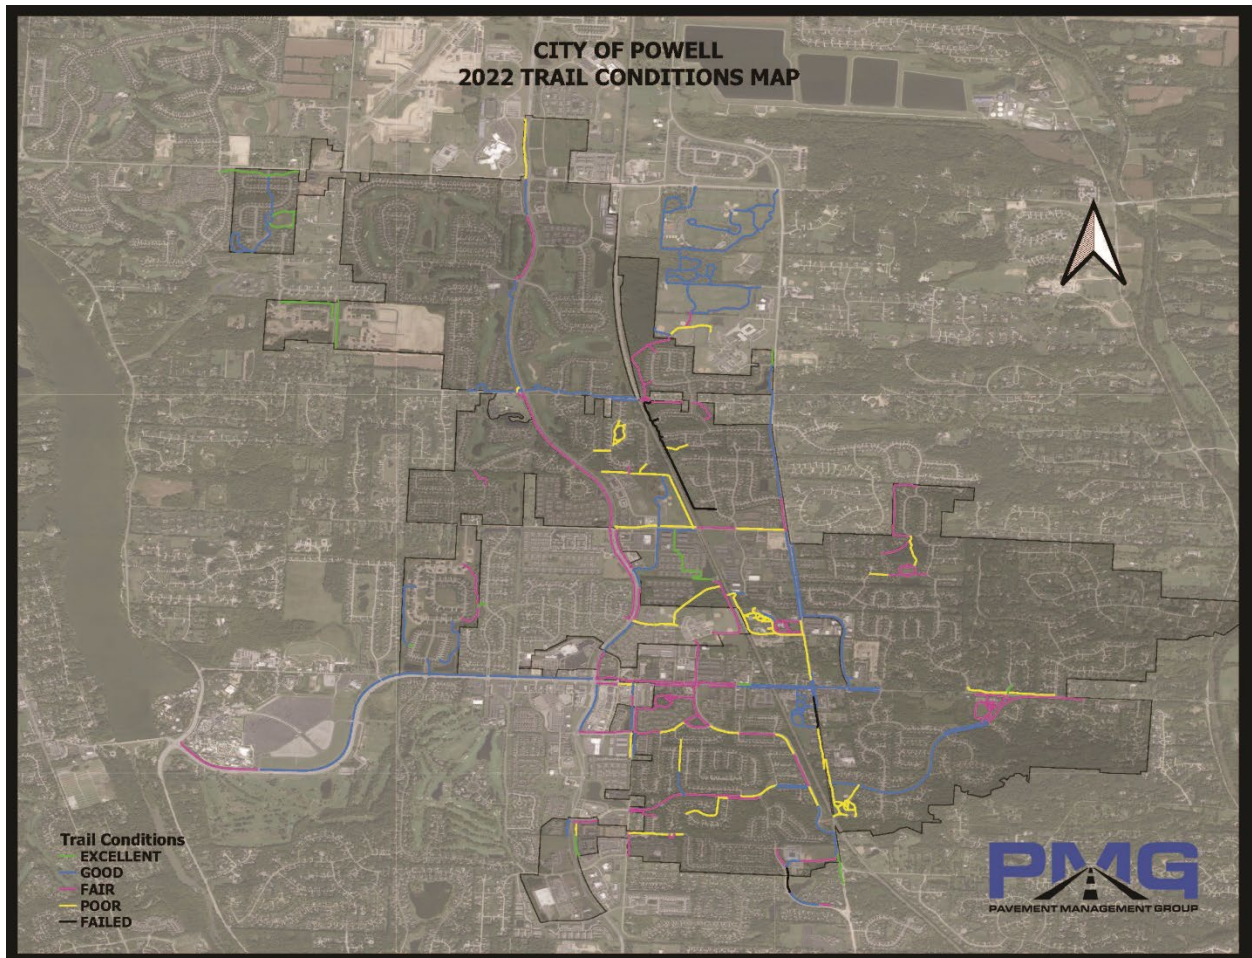 CITY OF POWELL
2022 TRAIL CONDITIONS MAP
Trail Conditions
EXCELLENT
GOOD
FAIR
POOR
FAILED
PMG
PAVEMENT MANAGEMENT GROUP